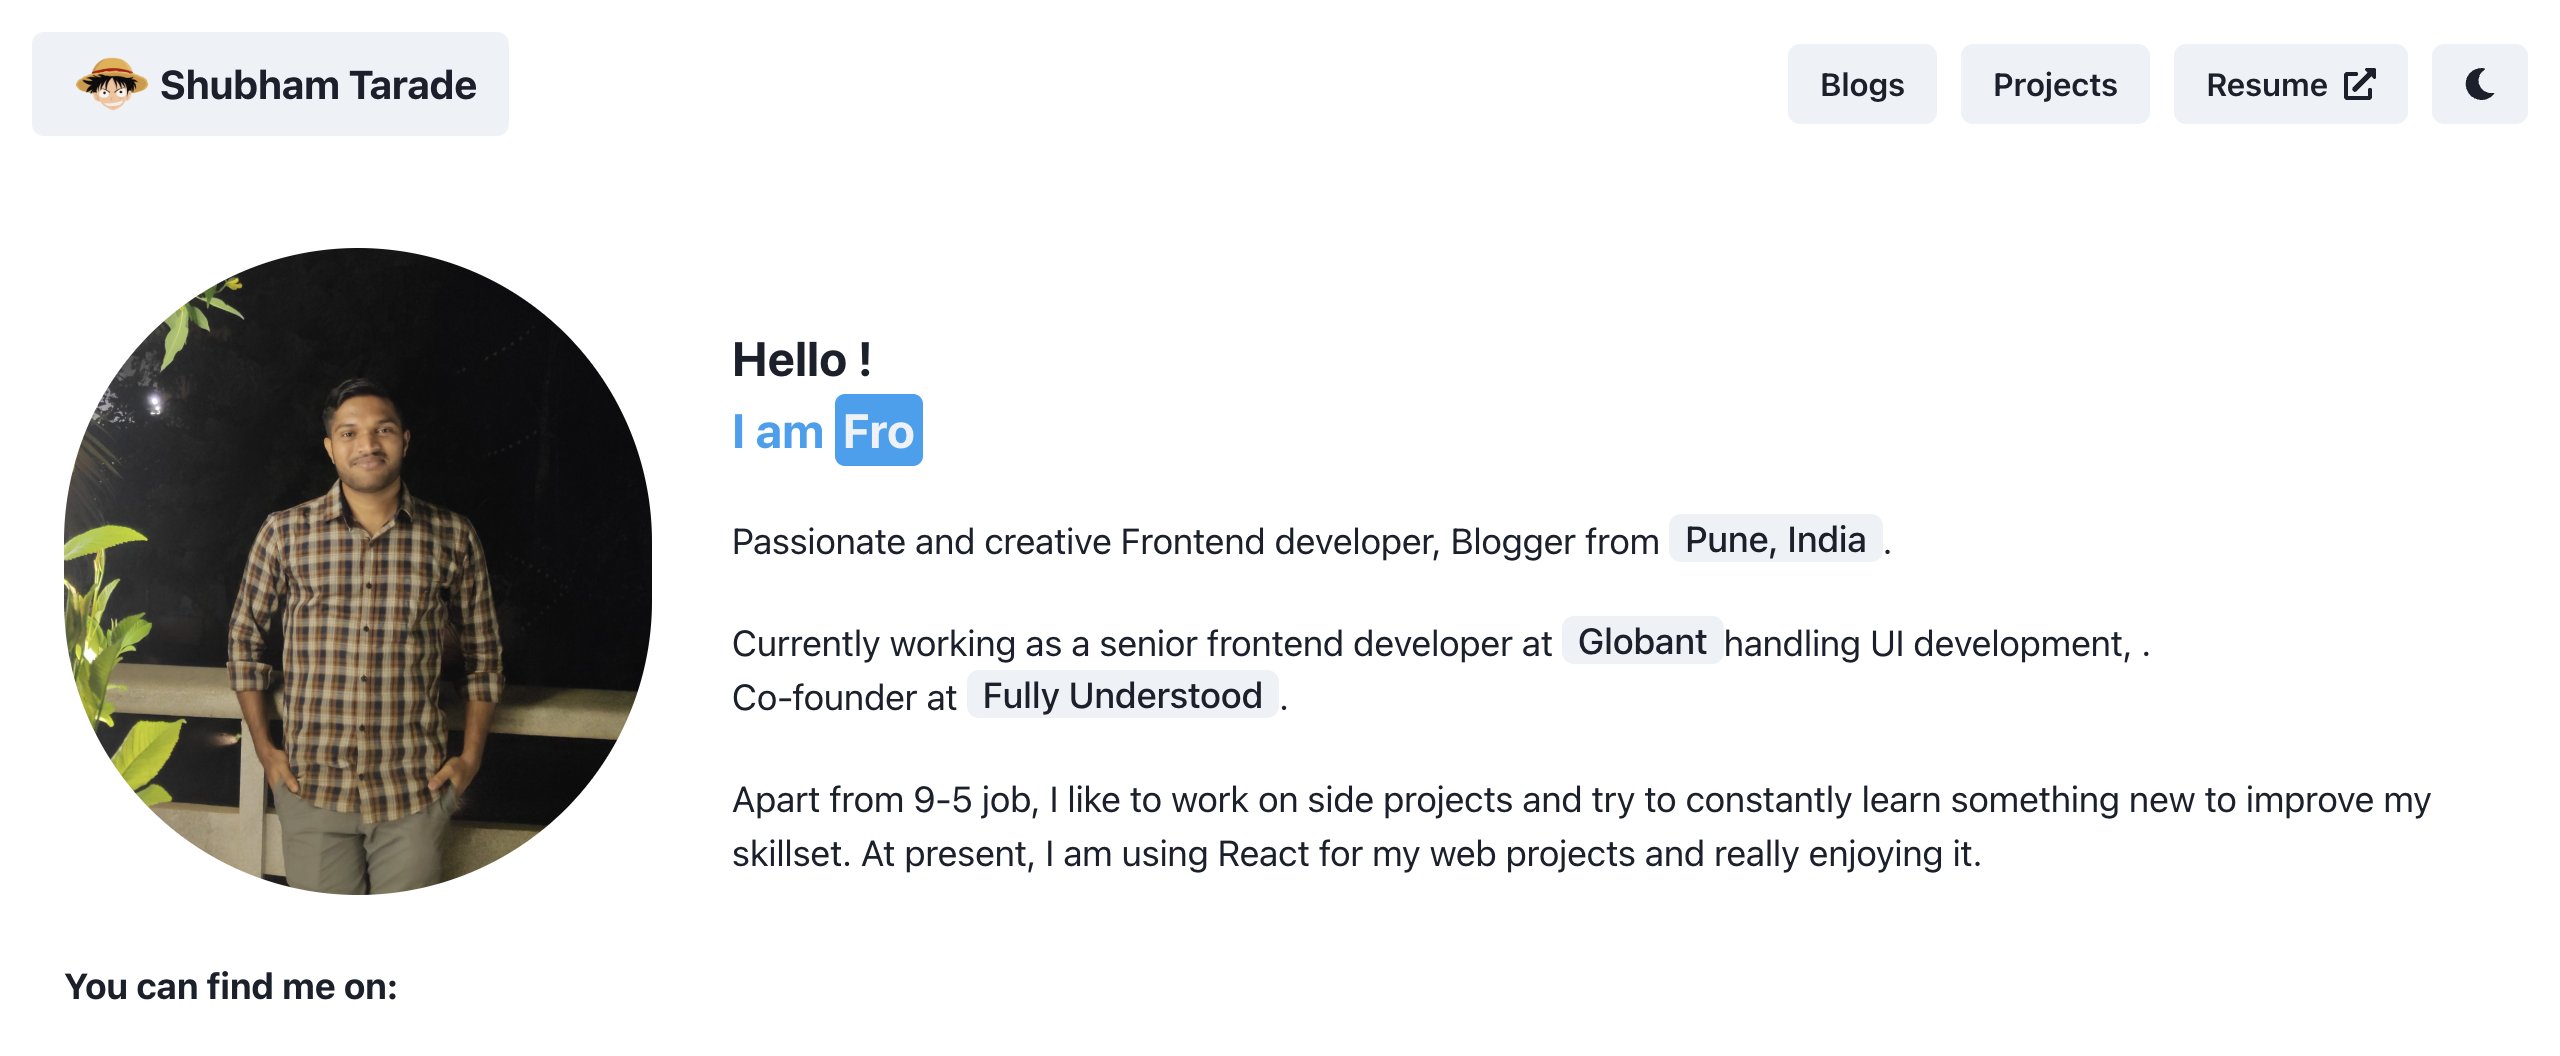 Shubham Tarade
Blogs
Projects
Resume
Hello !
I am Fro
Passionate and creative Frontend developer, Blogger from Pune, India .
Currently working as a senior frontend developer at Globant handling UI development, .
Co-founder at Fully Understood .
Apart from 9-5 job, I like to work on side projects and try to constantly learn something new to improve my
skillset. At present, I am using React for my web projects and really enjoying it.
You can find me on: